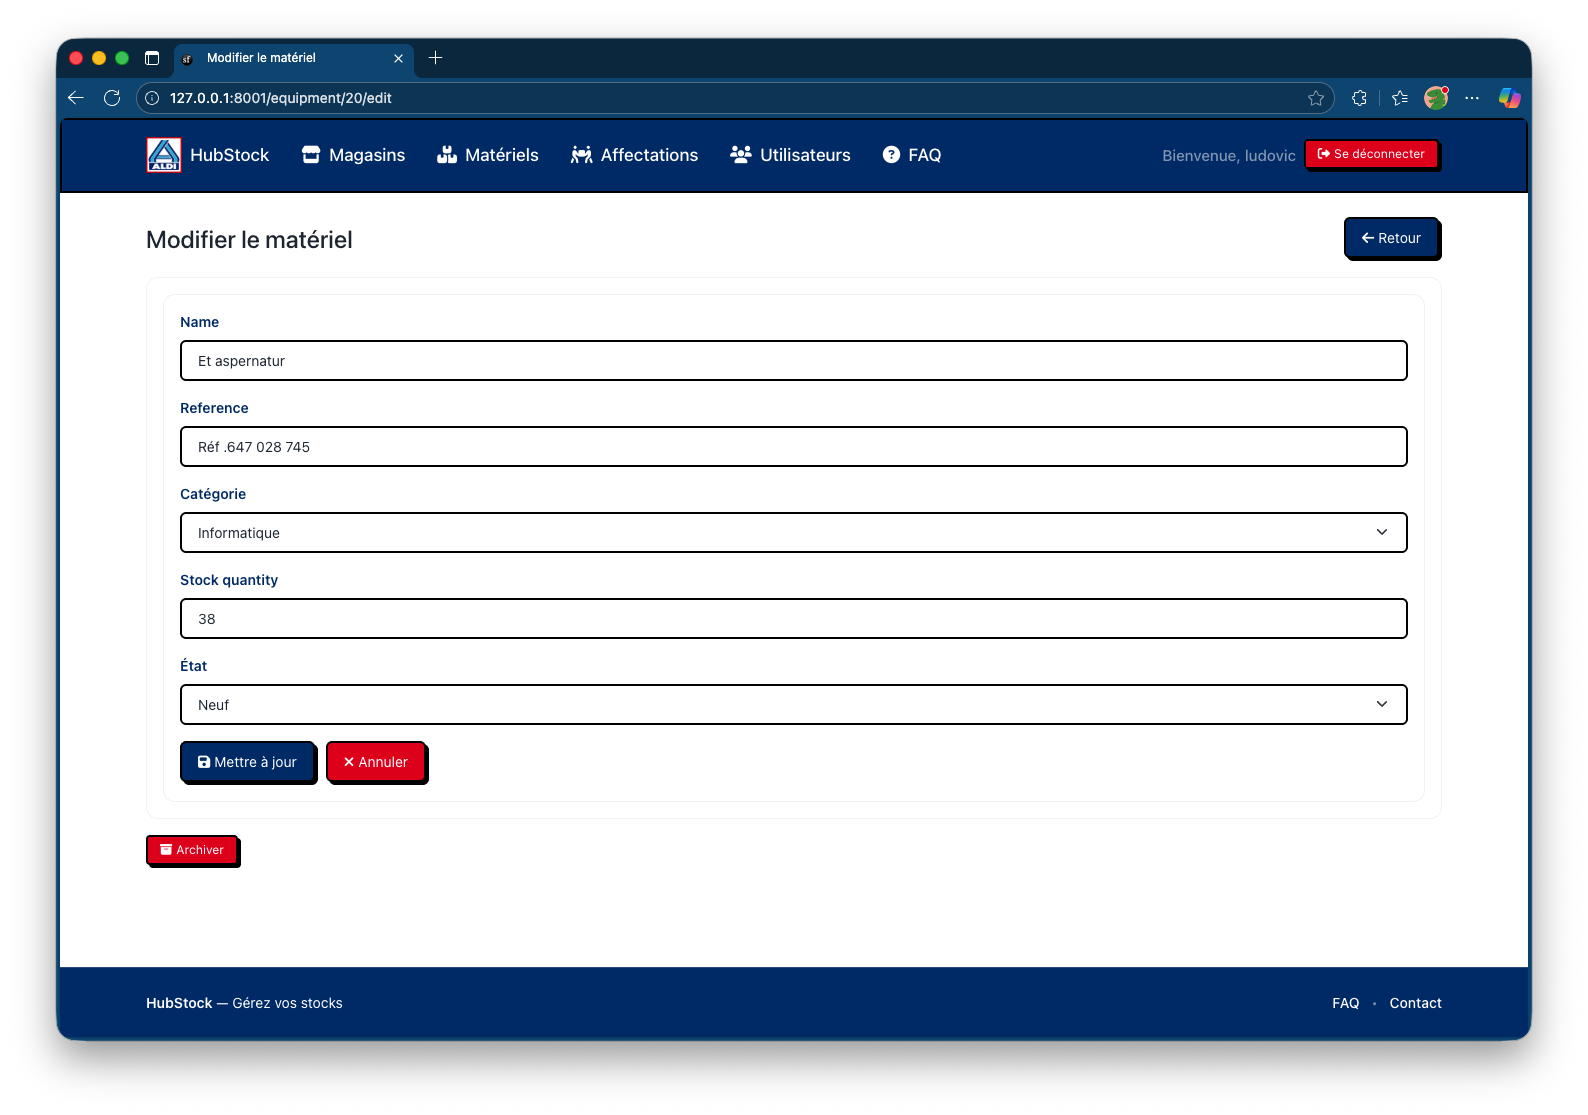 sf Modifier le matériel
127.0.0.1:8001/equipment/20/edit
ALDI HubStock Magasins Matériels Affectations Utilisateurs ? FAQ Bienvenue, ludovic Se déconnecter
Modifier le matériel
Retour
Name
Et aspernatur
Reference
Réf .647 028 745
Catégorie
Informatique
Stock quantity
38
État
Neuf
Mettre à jour Annuler
Archiver
HubStock — Gérez vos stocks FAQ • Contact